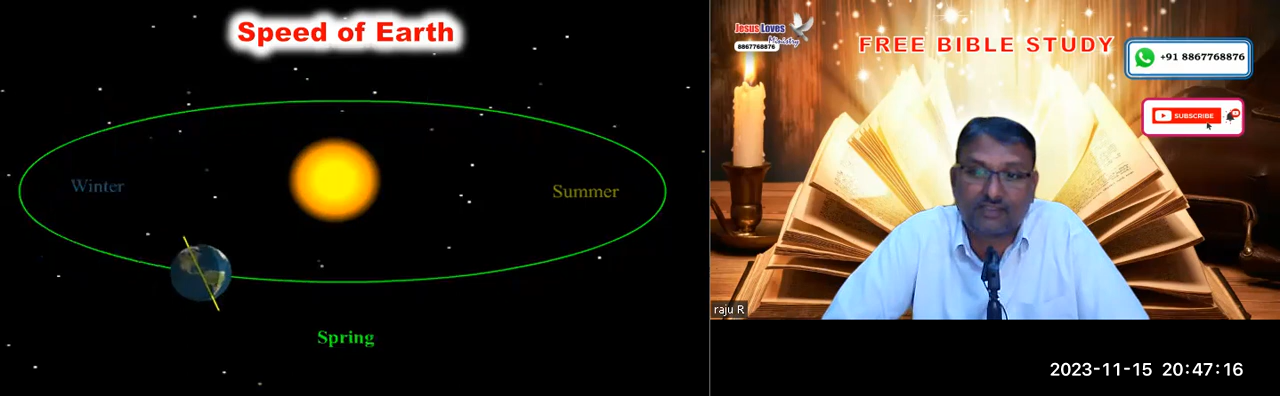 Speed of Earth
Winter
Summer
Spring
Jesus Loves
Ministry
8867768876
FREE BIBLE STUDY
+91 8867768876
SUBSCRIBE
raju R
2023-11-15 20:47:16